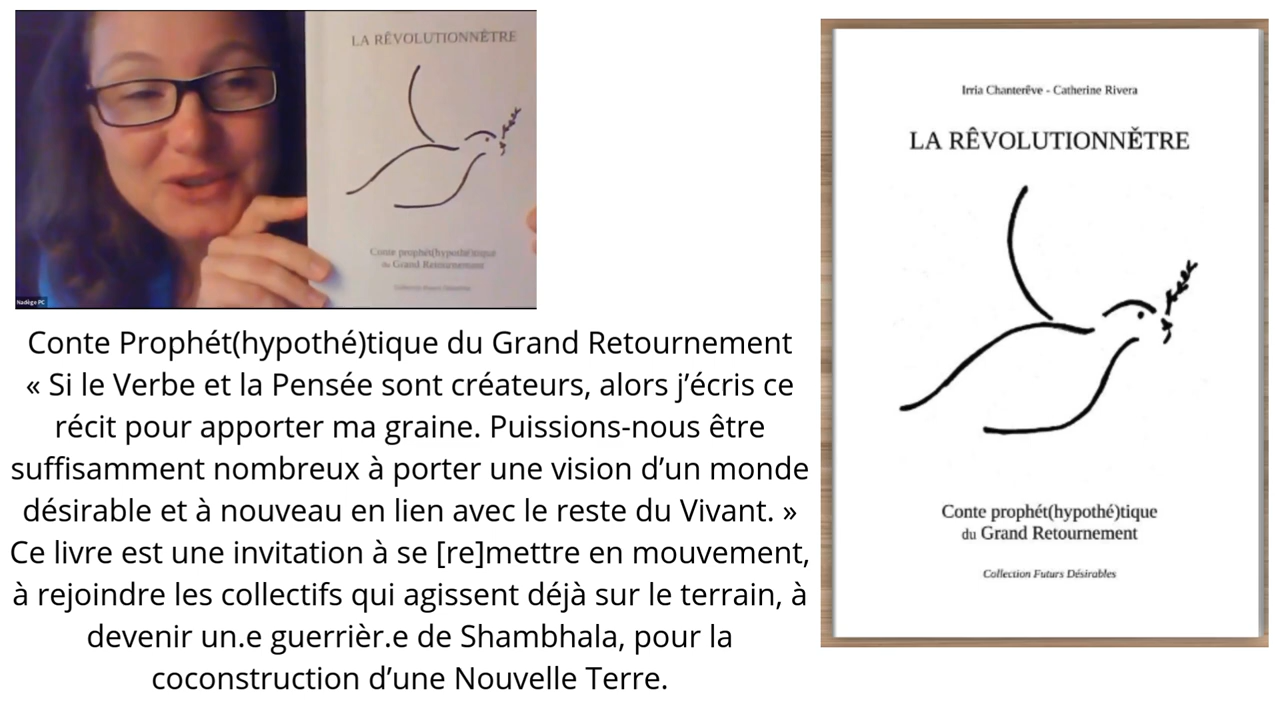 LA RÊVOLUTIONNÊTRE
Conte prophét(hypothé)tique
du Grand Retournement
Nadège PC
Conte Prophét(hypothé)tique du Grand Retournement
« Si le Verbe et la Pensée sont créateurs, alors j’écris ce
récit pour apporter ma graine. Puissions-nous être
suffisamment nombreux à porter une vision d’un monde
désirable et à nouveau en lien avec le reste du Vivant. »
Ce livre est une invitation à se [re]mettre en mouvement,
à rejoindre les collectifs qui agissent déjà sur le terrain, à
devenir un.e guerrièr.e de Shambhala, pour la
coconstruction d’une Nouvelle Terre.
Irria Chanterêve - Catherine Rivera
LA RÊVOLUTIONNĚTRE
Conte prophét(hypothé)tique
du Grand Retournement
Collection Futurs Désirables